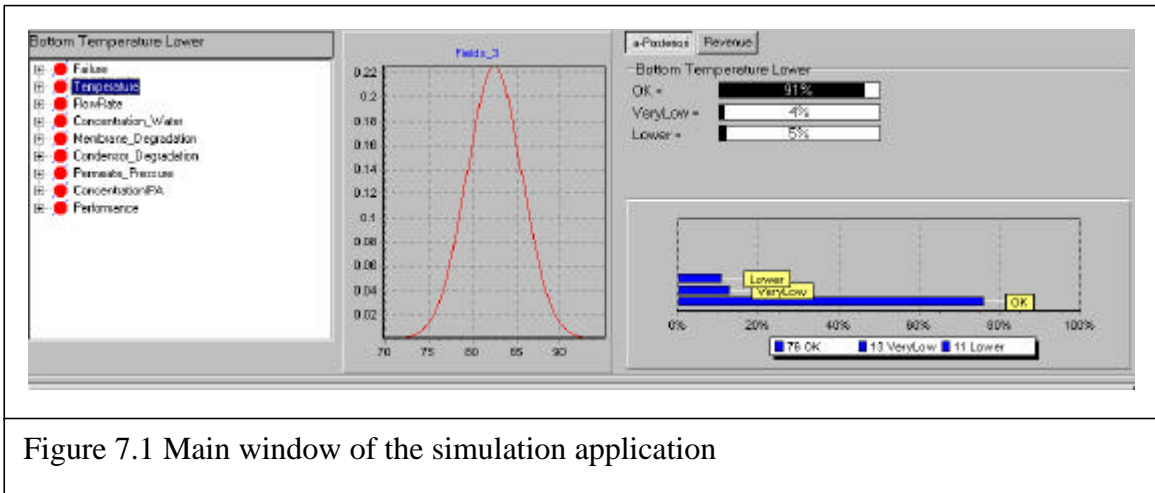 Bottom Temperature Lower
Failure
Temperature
FlowRate
Concentration_Water
Membrane_Degradation
Condensor_Degradation
Permeate_Pressure
ConcentrationIPA
Performance
Fields_3
0.22
0.2
0.18
0.16
0.14
0.12
0.1
0.08
0.06
0.04
0.02
70 75 80 85 90
a-Posteriori Revenue
Bottom Temperature Lower
OK = 91%
VeryLow = 4%
Lower = 5%
Lower
VeryLow
OK
0% 20% 40% 60% 80% 100%
76 OK 13 VeryLow 11 Lower
Figure 7.1 Main window of the simulation application